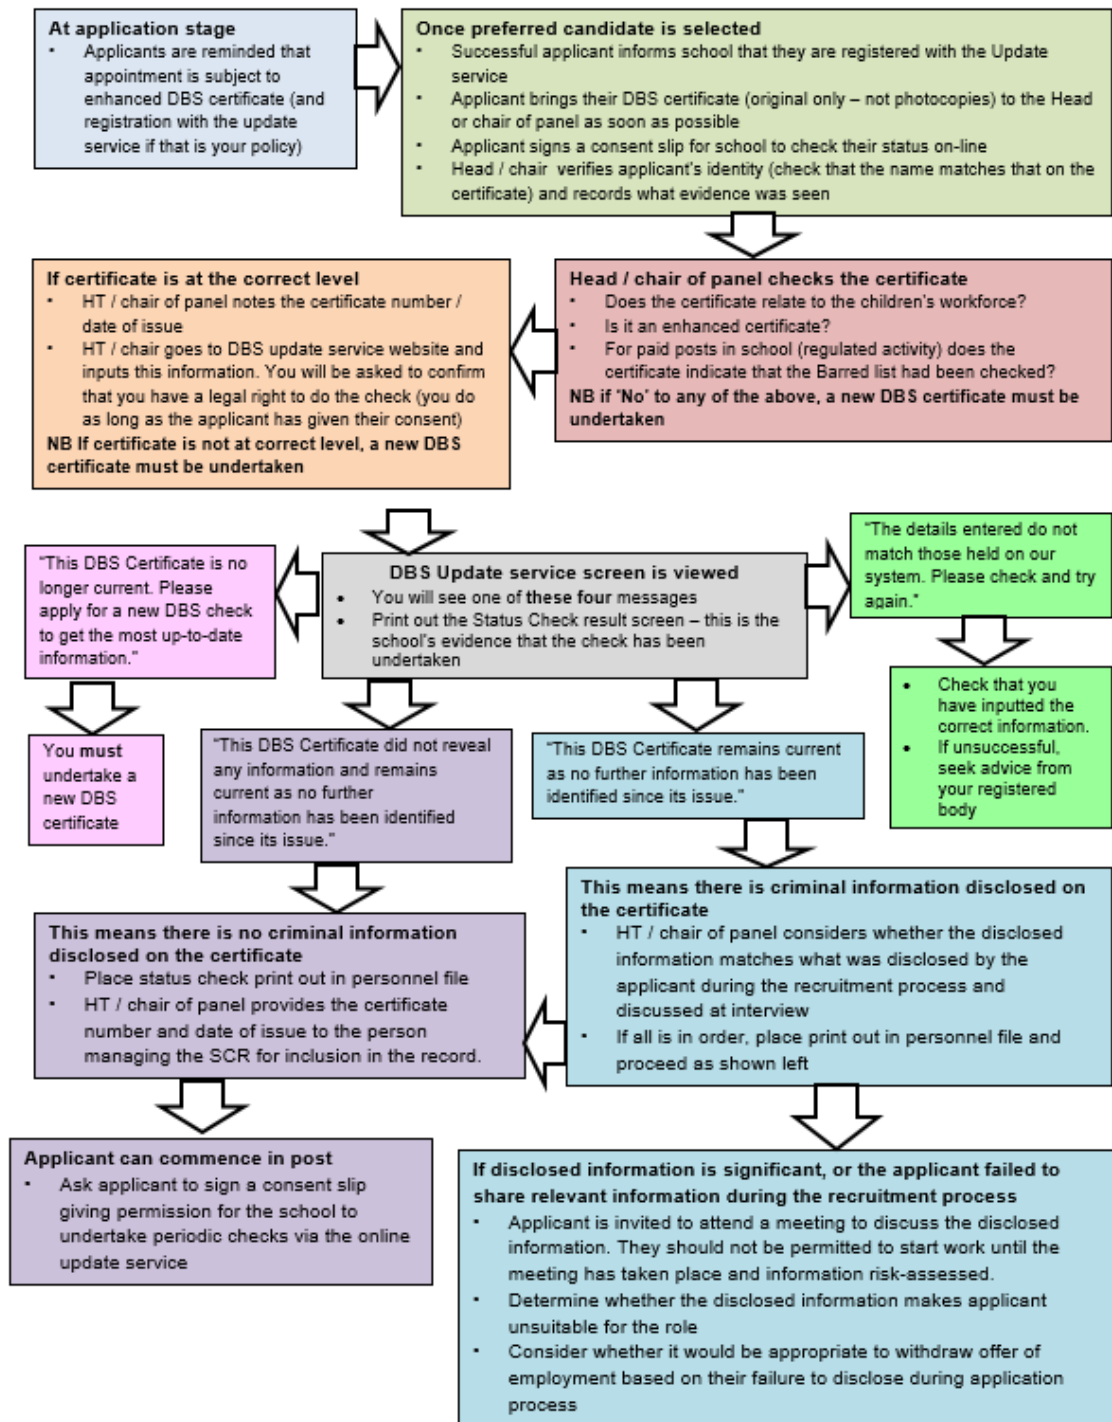 At application stage
· Applicants are reminded that
appointment is subject to
enhanced DBS certificate (and
registration with the update
service if that is your policy)
Once preferred candidate is selected
· Successful applicant informs school that they are registered with the Update
service
· Applicant brings their DBS certificate (original only – not photocopies) to the Head
or chair of panel as soon as possible
· Applicant signs a consent slip for school to check their status on-line
· Head / chair verifies applicant's identity (check that the name matches that on the
certificate) and records what evidence was seen
If certificate is at the correct level
· HT / chair of panel notes the certificate number /
date of issue
· HT / chair goes to DBS update service website and
inputs this information. You will be asked to confirm
that you have a legal right to do the check (you do
as long as the applicant has given their consent)
NB If certificate is not at correct level, a new DBS
certificate must be undertaken
Head / chair of panel checks the certificate
· Does the certificate relate to the children's workforce?
· Is it an enhanced certificate?
· For paid posts in school (regulated activity) does the
certificate indicate that the Barred list had been checked?
NB if "No" to any of the above, a new DBS certificate must be
undertaken
"This DBS Certificate is no
longer current. Please
apply for a new DBS check
to get the most up-to-date
information."
DBS Update service screen is viewed
• You will see one of these four messages
• Print out the Status Check result screen – this is the
school's evidence that the check has been
undertaken
"The details entered do not
match those held on our
system. Please check and try
again."
• Check that you
have inputted the
correct information.
• If unsuccessful,
seek advice from
your registered
body
You must
undertake a
new DBS
certificate
"This DBS Certificate did not reveal
any information and remains
current as no further
information has been identified
since its issue."
"This DBS Certificate remains current
as no further information has been
identified since its issue."
This means there is no criminal information
disclosed on the certificate
· Place status check print out in personnel file
· HT / chair of panel provides the certificate
number and date of issue to the person
managing the SCR for inclusion in the record.
This means there is criminal information disclosed on
the certificate
· HT / chair of panel considers whether the disclosed
information matches what was disclosed by the
applicant during the recruitment process and
discussed at interview
· If all is in order, place print out in personnel file and
proceed as shown left
Applicant can commence in post
· Ask applicant to sign a consent slip
giving permission for the school to
undertake periodic checks via the online
update service
If disclosed information is significant, or the applicant failed to
share relevant information during the recruitment process
· Applicant is invited to attend a meeting to discuss the disclosed
information. They should not be permitted to start work until the
meeting has taken place and information risk-assessed.
· Determine whether the disclosed information makes applicant
unsuitable for the role
· Consider whether it would be appropriate to withdraw offer of
employment based on their failure to disclose during application
process